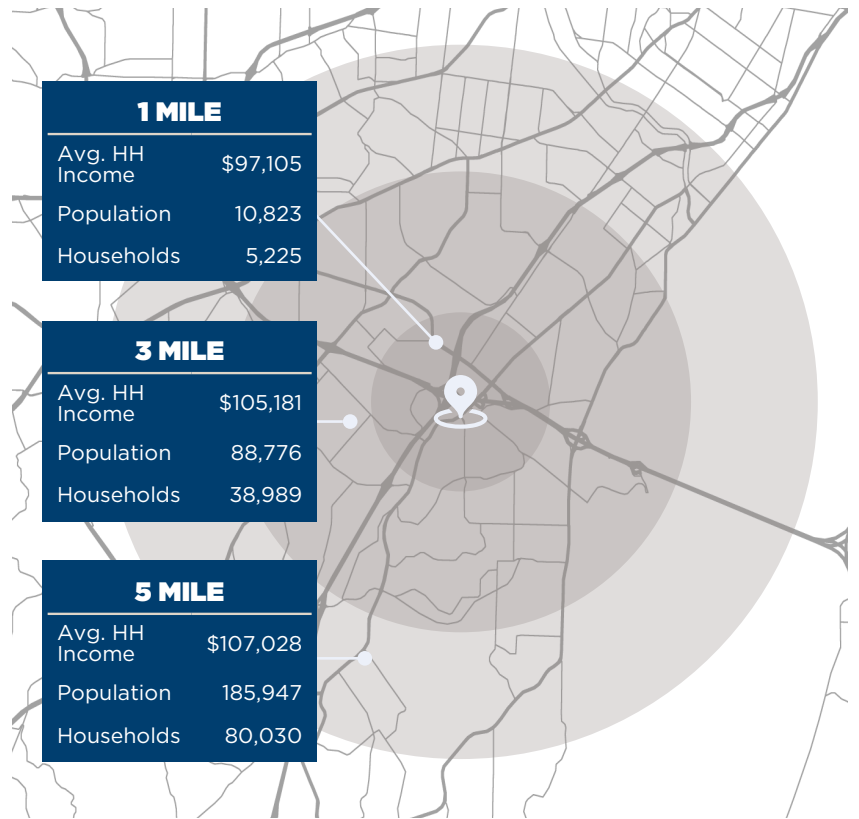 1 MILE
Avg. HH
Income $97,105
Population 10,823
Households 5,225
3 MILE
Avg. HH
Income $105,181
Population 88,776
Households 38,989
5 MILE
Avg. HH
Income $107,028
Population 185,947
Households 80,030